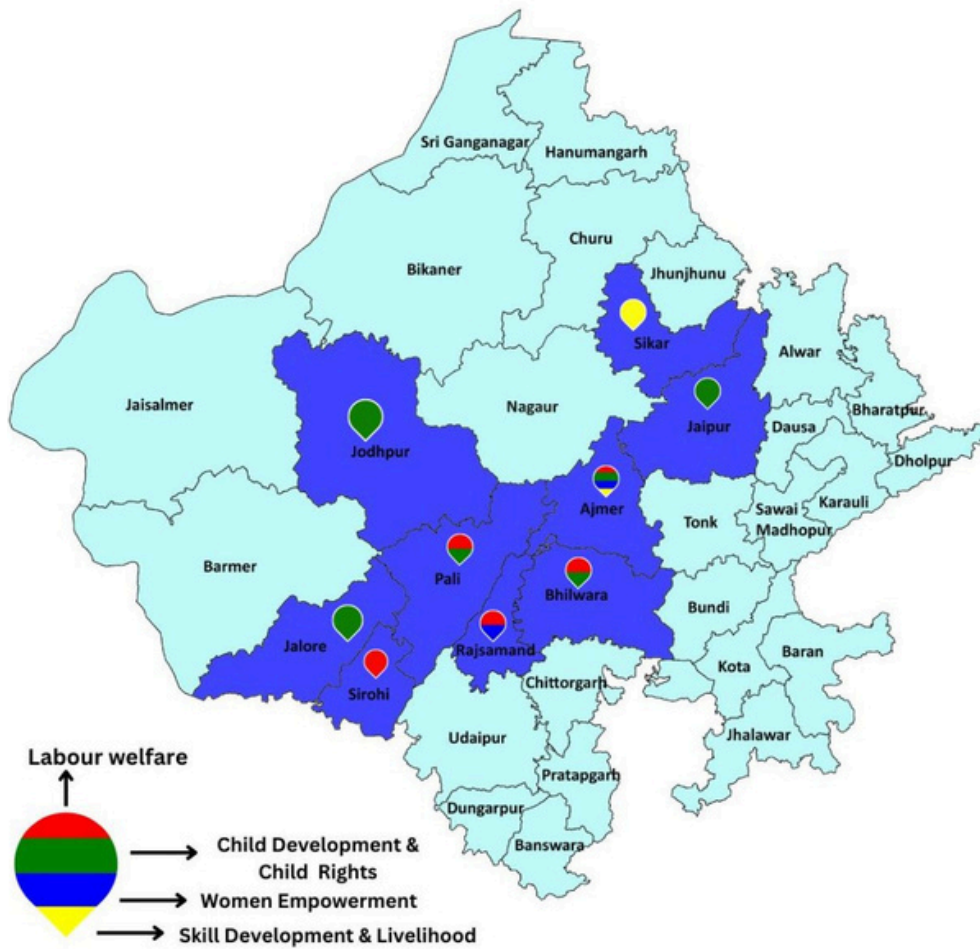 Sri Ganganagar
Hanumangarh
Churu
Bikaner
Jhunjhunu
Sikar
Alwar
Jaisalmer
Nagaur
Bharatpur
Jaipur
Dausa
Jodhpur
Dholpur
Ajmer
Karauli
Sawai
Madhopur
Tonk
Barmer
Pali
Bhilwara
Bundi
Jalore
Rajsamand
Baran
Kota
Sirohi
Chittorgarh
Udaipur
Jhalawar
Pratapgarh
Dungarpur
Banswara
Labour welfare
Child Development &
Child Rights
Women Empowerment
Skill Development & Livelihood